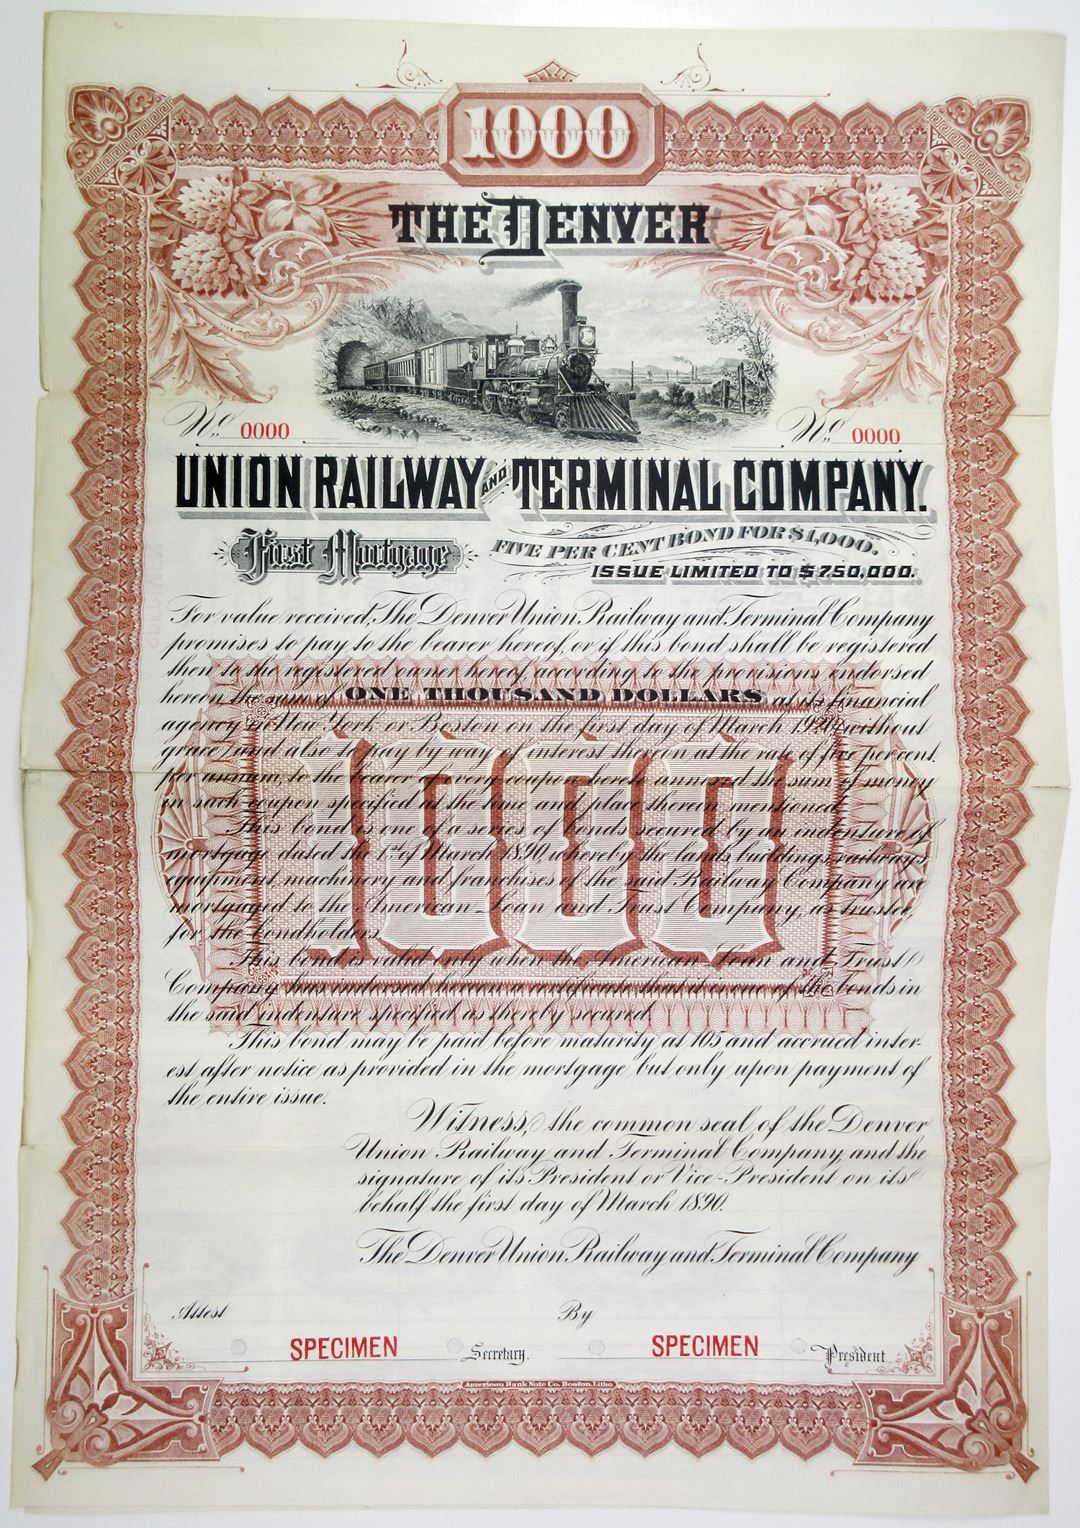 1000
THE DENVER
No. 0000 No. 0000
UNION RAILWAY AND TERMINAL COMPANY.
First Mortgage FIVE PER CENT BOND FOR $1,000.
ISSUE LIMITED TO $750,000.
For value received, The Denver Union Railway and Terminal Company
promises to pay to the bearer hereof, or if this bond shall be registered
then to the registered owner hereof, according to the provisions endorsed
hereon the sum of ONE THOUSAND DOLLARS at its financial
agency in New York or Boston on the first day of March without
grace, and also to pay by way of interest thereon at the rate of five per cent.
per annum, to the bearer of every coupon hereto annexed the sum of money
in such coupon specified at the time and place therein mentioned.
This bond is one of a series of bonds secured by an indenture of
mortgage dated the 1st of March 1890, whereby the lands, buildings, railways,
equipment machinery and franchises of the said Railway Company are
mortgaged to the American Loan and Trust Company, as trustee,
for the bondholders.
This bond is valid only when the American Loan and Trust
Company has endorsed hereon a certificate that it is one of the bonds in
the said indenture specified as thereby secured.
1000
This bond may be paid before maturity at 105 and accrued inter-
est after notice as provided in the mortgage but only upon payment of
the entire issue.
Witness, the common seal of the Denver
Union Railway and Terminal Company, and the
signature of its President or Vice-President on its
behalf the first day of March 1890.
The Denver Union Railway and Terminal Company
Attest By
SPECIMEN Secretary. SPECIMEN President
American Bank Note Co. Boston. Litho